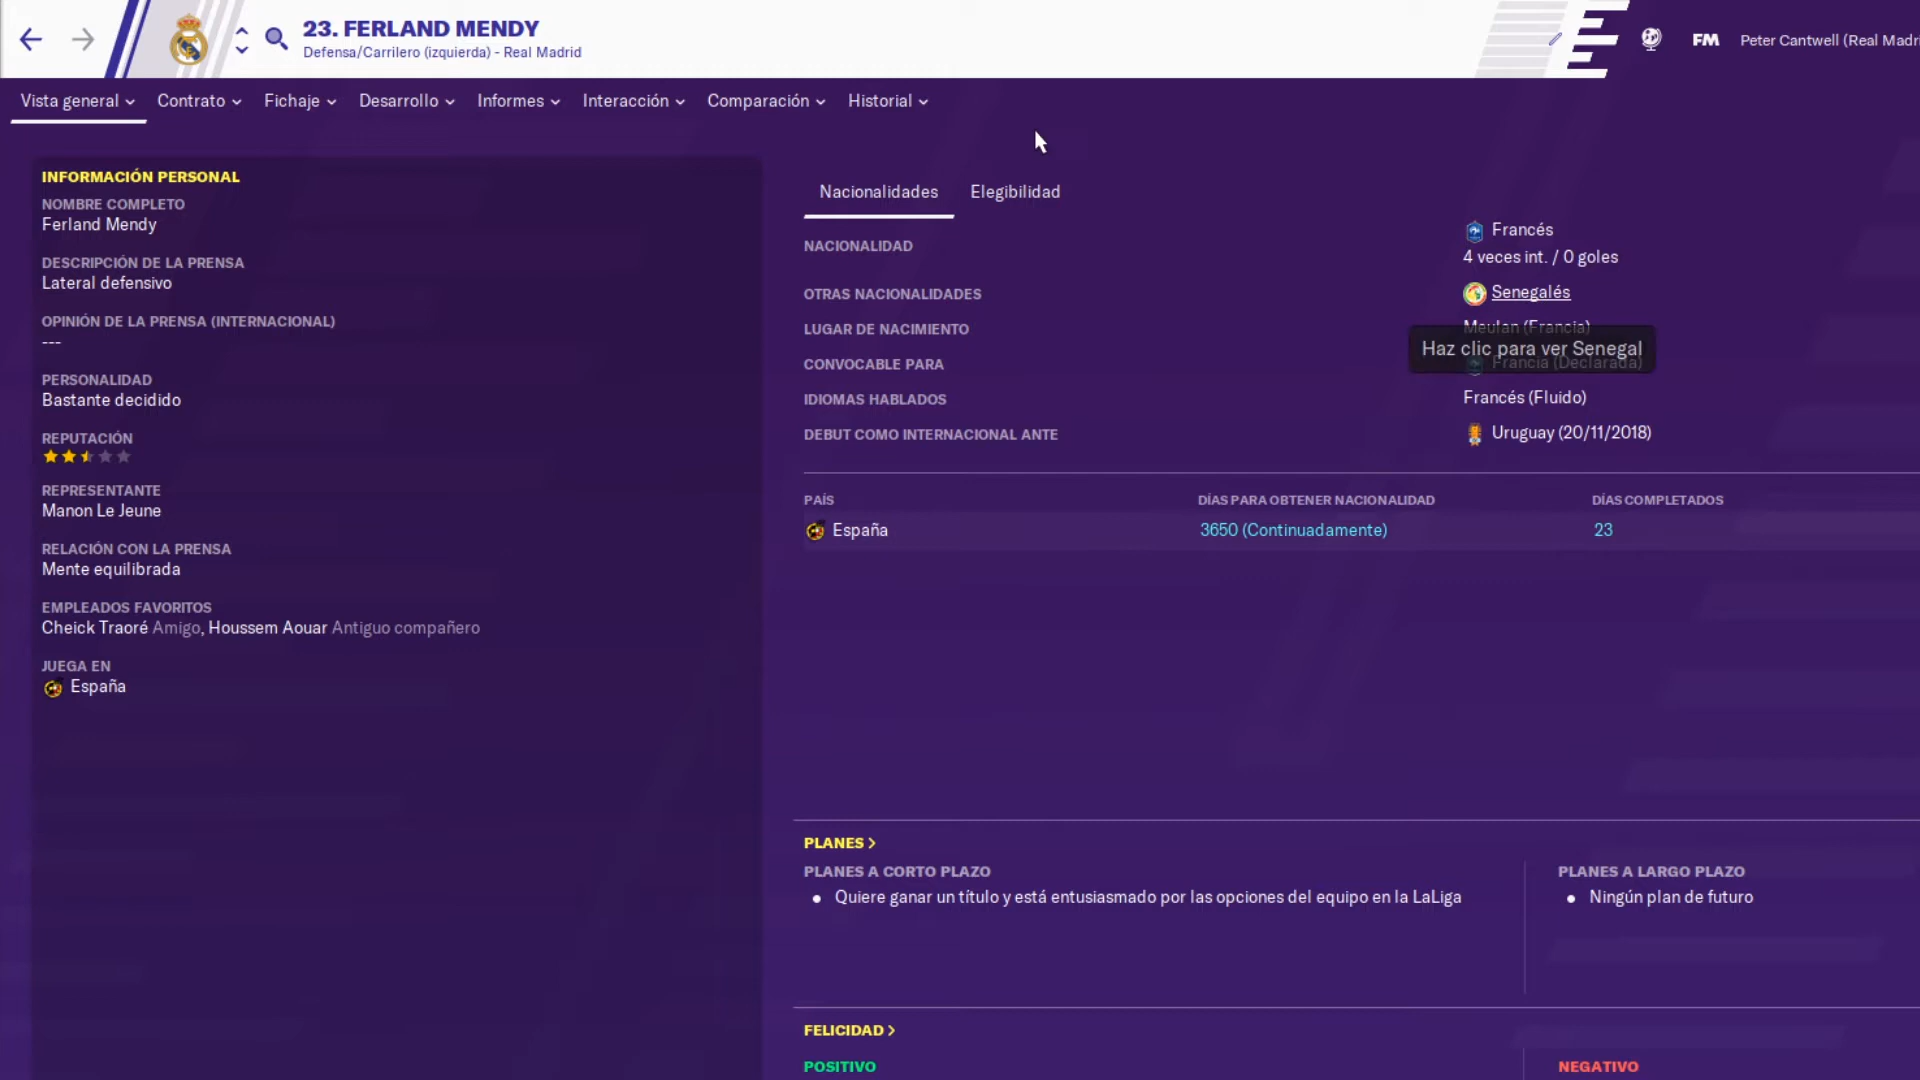 23. FERLAND MENDY
Defensa/Carrilero (izquierda) - Real Madrid
FM
Peter Cantwell (Real Madri
Vista general
Contrato
Fichaje
Desarrollo
Informes
Interacción
Comparación
Historial
INFORMACIÓN PERSONAL
NOMBRE COMPLETO
Ferland Mendy
DESCRIPCIÓN DE LA PRENSA
Lateral defensivo
OPINIÓN DE LA PRENSA (INTERNACIONAL)
---
PERSONALIDAD
Bastante decidido
REPUTACIÓN
REPRESENTANTE
Manon Le Jeune
RELACIÓN CON LA PRENSA
Mente equilibrada
EMPLEADOS FAVORITOS
Cheick Traoré Amigo, Houssem Aouar Antiguo compañero
JUEGA EN
España
Nacionalidades
Elegibilidad
NACIONALIDAD
Francés
4 veces int. / 0 goles
OTRAS NACIONALIDADES
Senegalés
LUGAR DE NACIMIENTO
Meulan (Francia)
Haz clic para ver Senegal
CONVOCABLE PARA
Francia (Declarada)
IDIOMAS HABLADOS
Francés (Fluido)
DEBUT COMO INTERNACIONAL ANTE
Uruguay (20/11/2018)
PAÍS
DÍAS PARA OBTENER NACIONALIDAD
DÍAS COMPLETADOS
España
3650 (Continuadamente)
23
PLANES >
PLANES A CORTO PLAZO
• Quiere ganar un título y está entusiasmado por las opciones del equipo en la LaLiga
PLANES A LARGO PLAZO
• Ningún plan de futuro
FELICIDAD >
POSITIVO
NEGATIVO